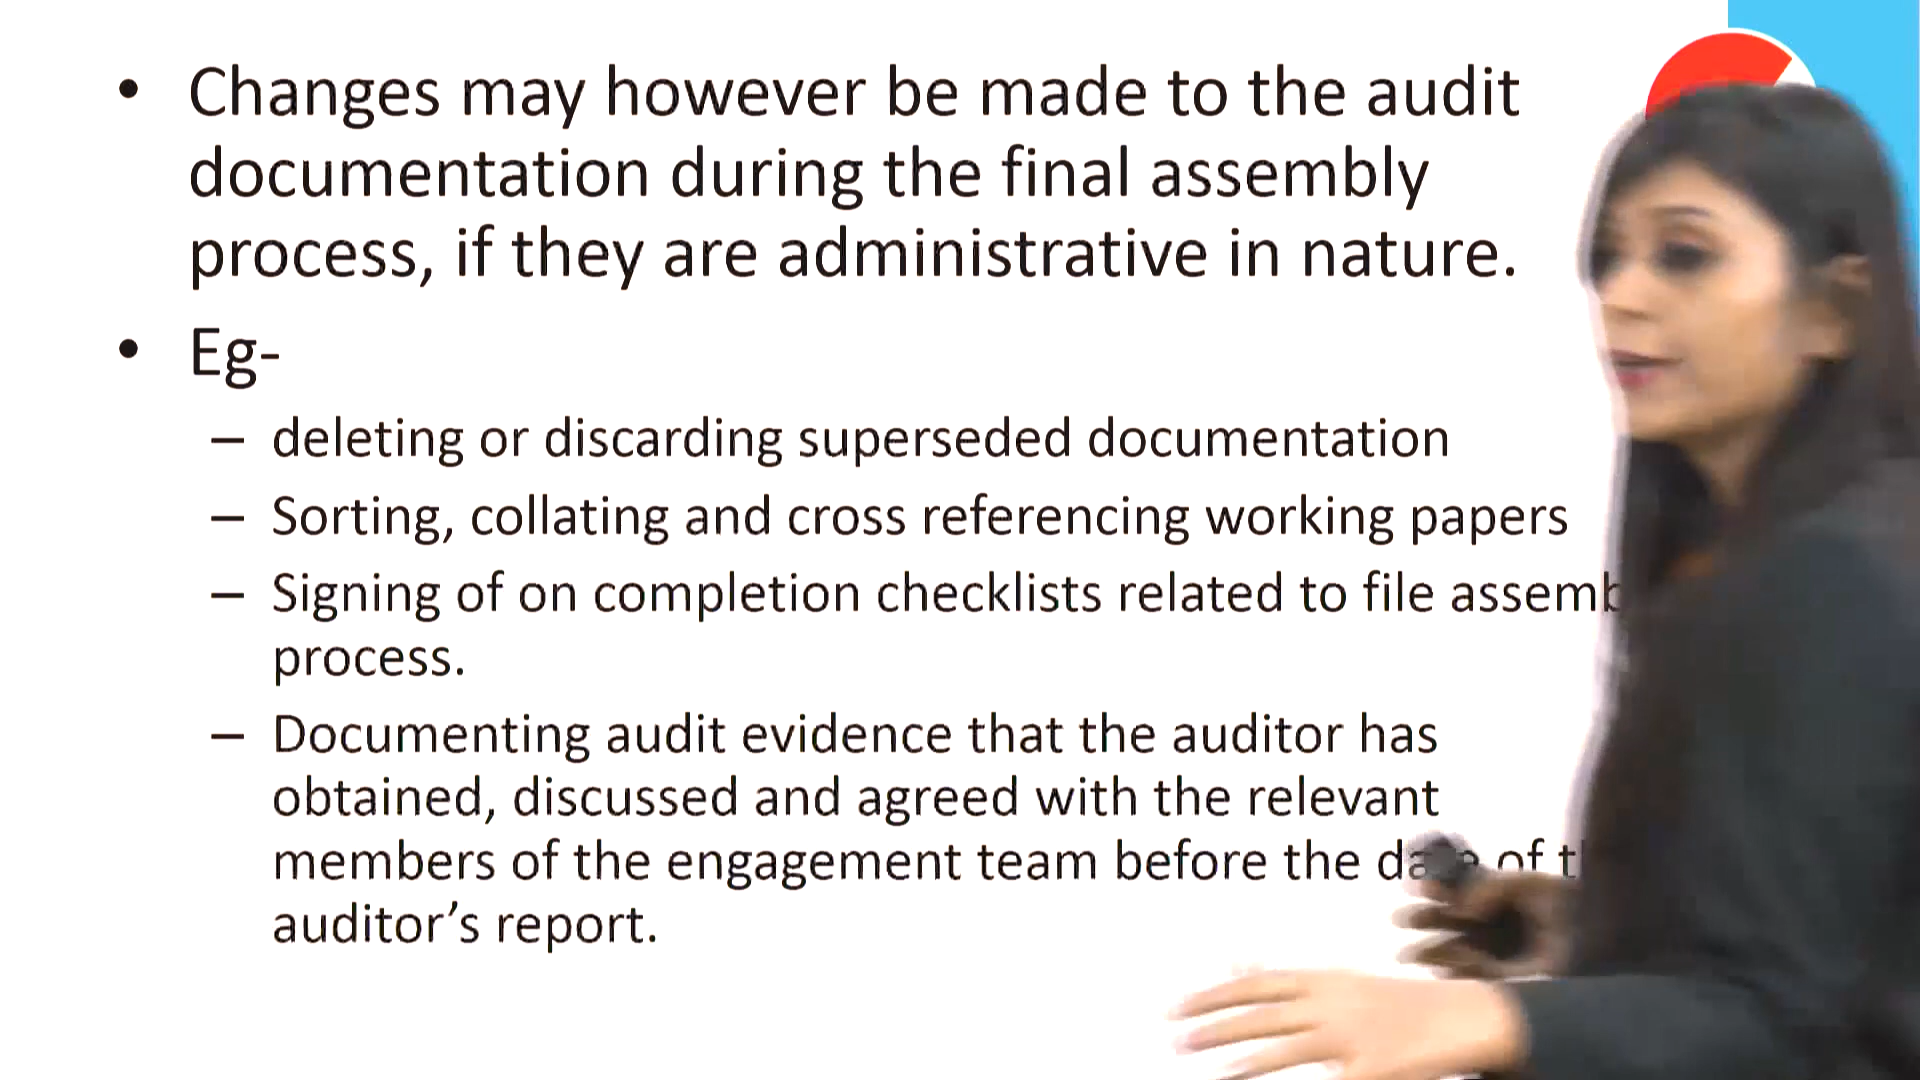 • Changes may however be made to the audit
documentation during the final assembly
process, if they are administrative in nature.
• Eg-
– deleting or discarding superseded documentation
– Sorting, collating and cross referencing working papers
– Signing of on completion checklists related to file
process.
– Documenting audit evidence that the auditor has
obtained, discussed and agreed with the relevant
members of the engagement team before the of
auditor’s report.